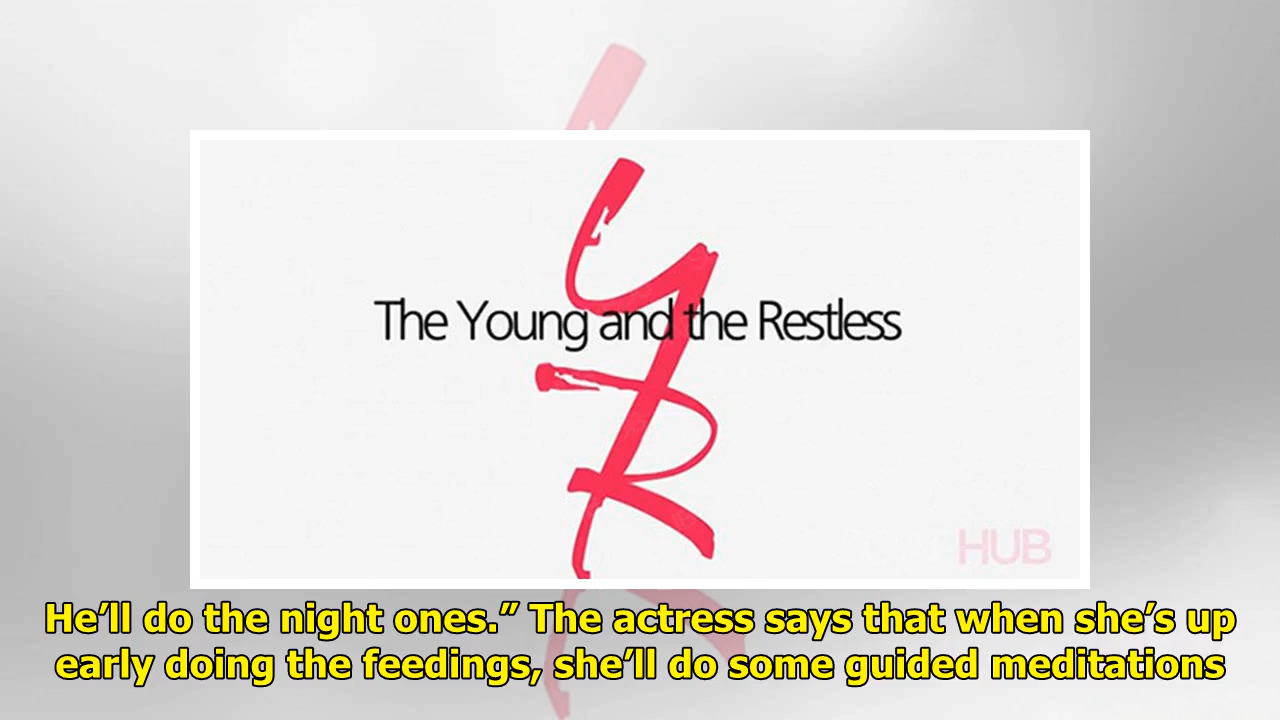 The Young and the Restless
YR
HUB
He’ll do the night ones.” The actress says that when she’s up
early doing the feedings, she’ll do some guided meditations